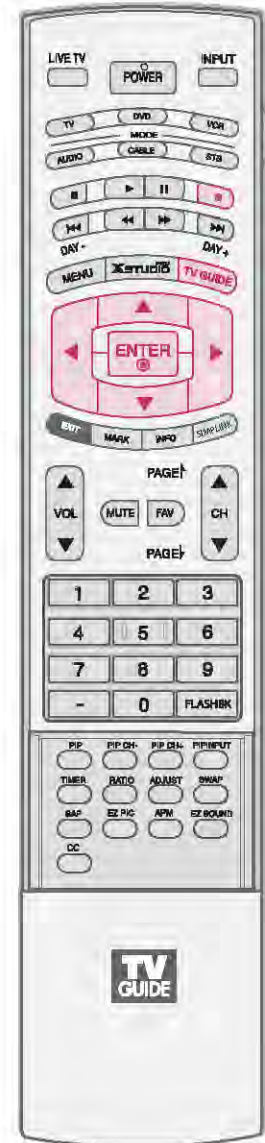 LIVE TV INPUT
POWER
TV DVD VCR
MODE
AUDIO CABLE STB
DAY - DAY +
MENU XSTUDIO TV GUIDE
ENTER
EXIT MARK INFO SIMPLINK
PAGE
VOL MUTE FAV CH
PAGE
1 2 3
4 5 6
7 8 9
- 0 FLASHBK
PIP PIP CH- PIP CH+ PIP INPUT
TIMER RATIO ADJUST SWAP
SAP EZ PIC APM EZ SOUND
CC
TV
GUIDE